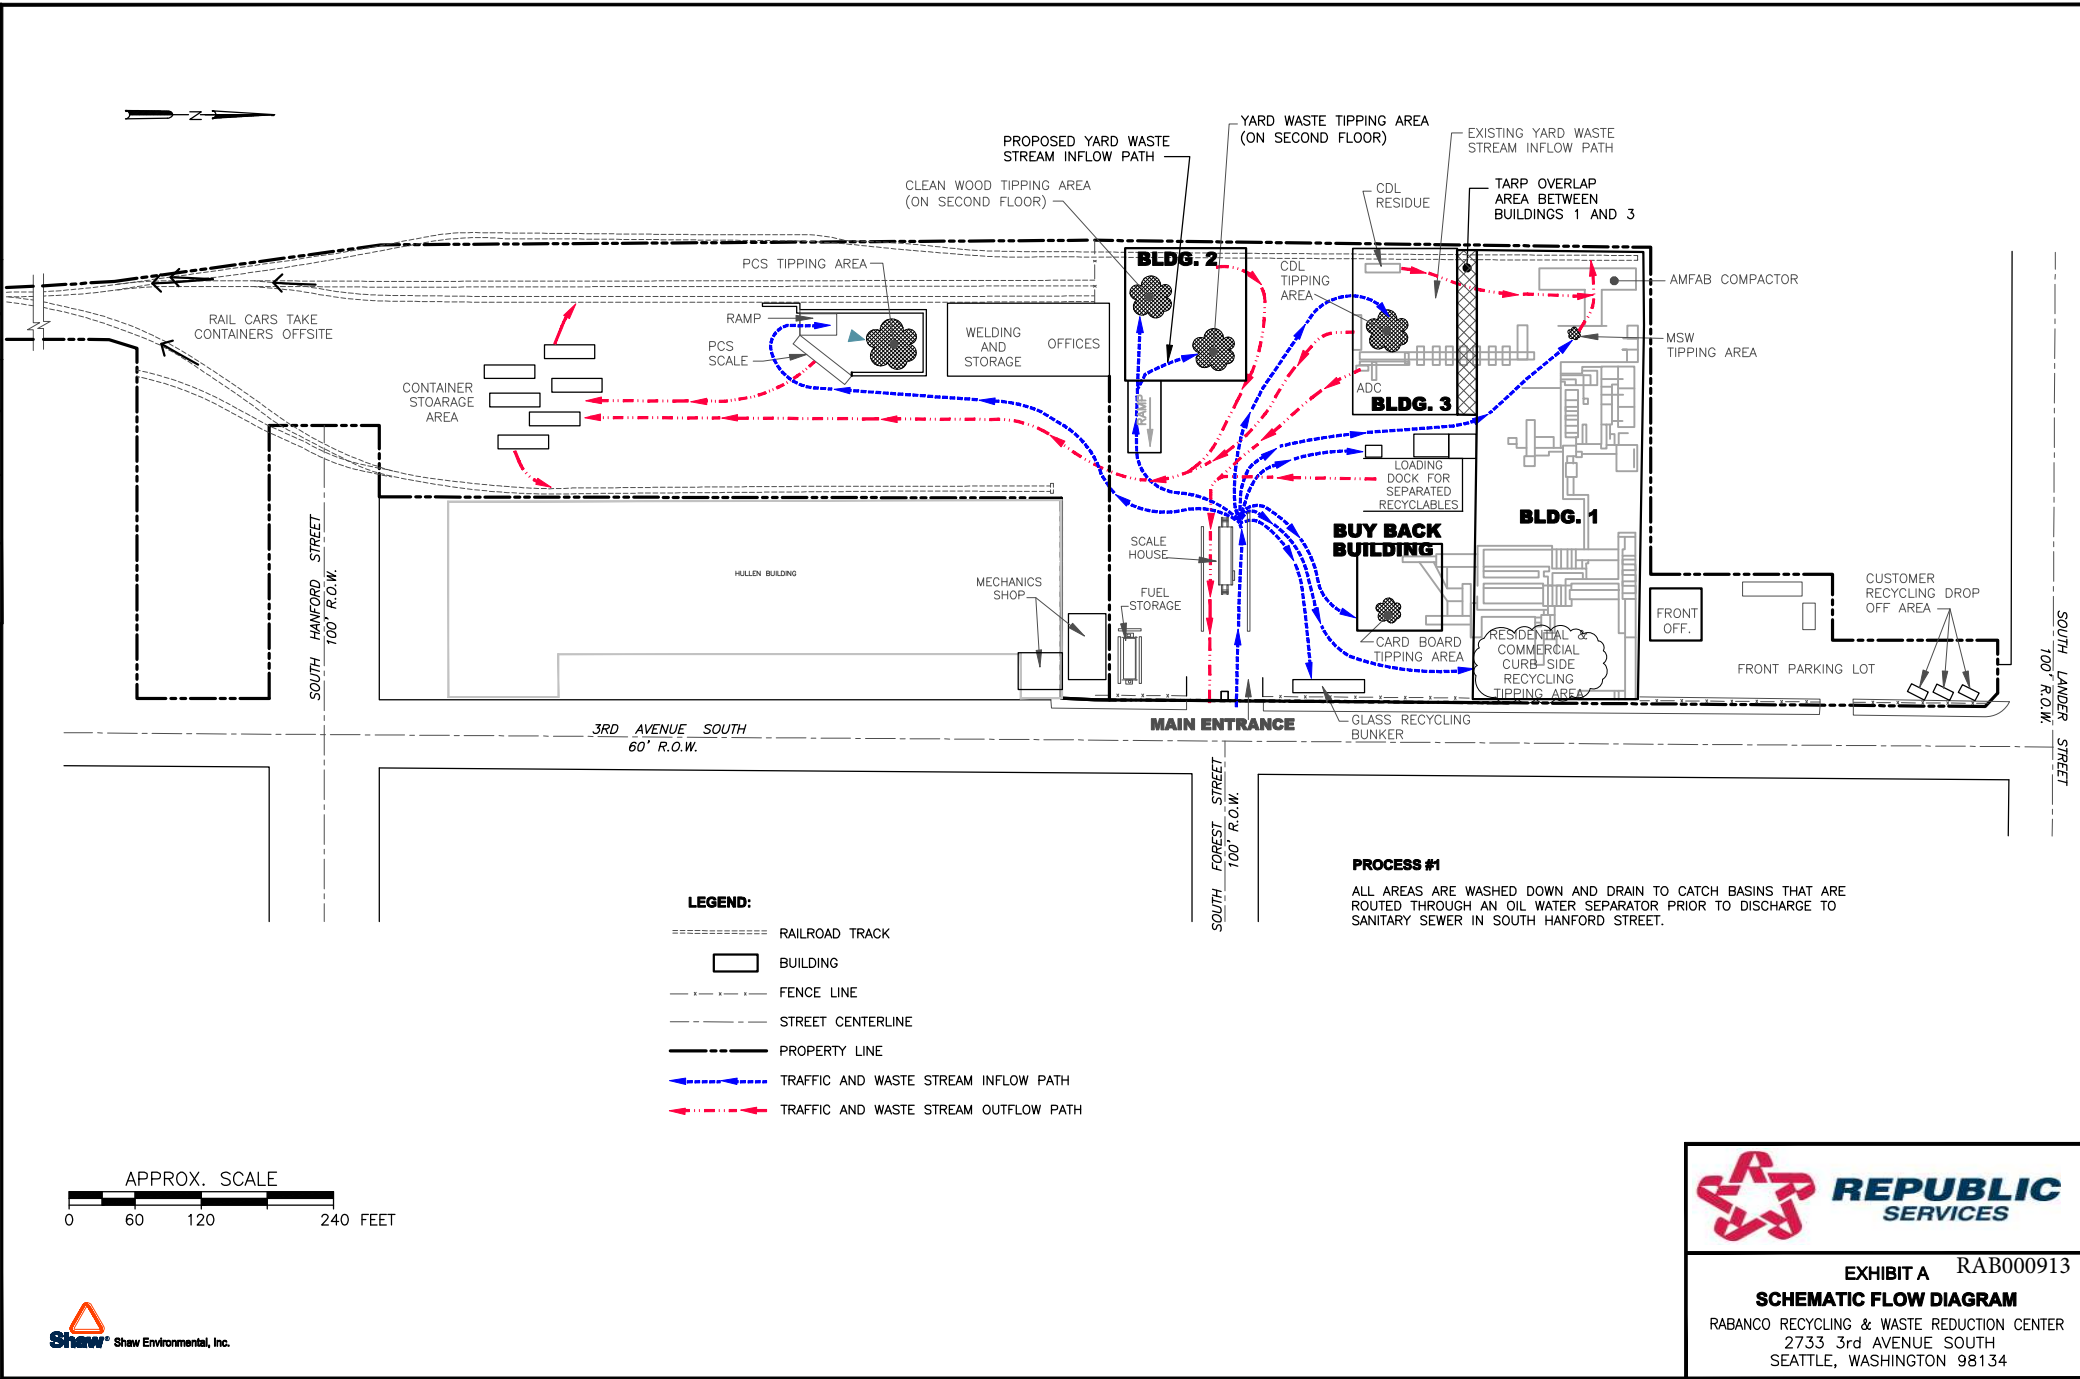 N
PROPOSED YARD WASTE
STREAM INFLOW PATH
YARD WASTE TIPPING AREA
(ON SECOND FLOOR)
EXISTING YARD WASTE
STREAM INFLOW PATH
CLEAN WOOD TIPPING AREA
(ON SECOND FLOOR)
CDL
RESIDUE
TARP OVERLAP
AREA BETWEEN
BUILDINGS 1 AND 3
PCS TIPPING AREA
BLDG. 2
CDL
TIPPING
AREA
AMFAB COMPACTOR
RAIL CARS TAKE
CONTAINERS OFFSITE
RAMP
PCS
SCALE
WELDING
AND
STORAGE
OFFICES
MSW
TIPPING AREA
CONTAINER
STOARAGE
AREA
RAMP
ADC
BLDG. 3
LOADING
DOCK FOR
SEPARATED
RECYCLABLES
BLDG. 1
BUY BACK
BUILDING
SCALE
HOUSE
HULLEN BUILDING
MECHANICS
SHOP
FUEL
STORAGE
CUSTOMER
RECYCLING DROP
OFF AREA
FRONT
OFF.
CARD BOARD
TIPPING AREA
RESIDENTIAL &
COMMERCIAL
CURB SIDE
RECYCLING
TIPPING AREA
FRONT PARKING LOT
SOUTH HANFORD STREET
100' R.O.W.
SOUTH LANDER STREET
100' R.O.W.
3RD AVENUE SOUTH
60' R.O.W.
MAIN ENTRANCE
GLASS RECYCLING
BUNKER
SOUTH FOREST STREET
100' R.O.W.
PROCESS #1
ALL AREAS ARE WASHED DOWN AND DRAIN TO CATCH BASINS THAT ARE
ROUTED THROUGH AN OIL WATER SEPARATOR PRIOR TO DISCHARGE TO
SANITARY SEWER IN SOUTH HANFORD STREET.
LEGEND:
RAILROAD TRACK
BUILDING
FENCE LINE
STREET CENTERLINE
PROPERTY LINE
TRAFFIC AND WASTE STREAM INFLOW PATH
TRAFFIC AND WASTE STREAM OUTFLOW PATH
APPROX. SCALE
0 60 120 240 FEET
Shaw® Shaw Environmental, Inc.
REPUBLIC
SERVICES
EXHIBIT A RAB000913
SCHEMATIC FLOW DIAGRAM
RABANCO RECYCLING & WASTE REDUCTION CENTER
2733 3rd AVENUE SOUTH
SEATTLE, WASHINGTON 98134